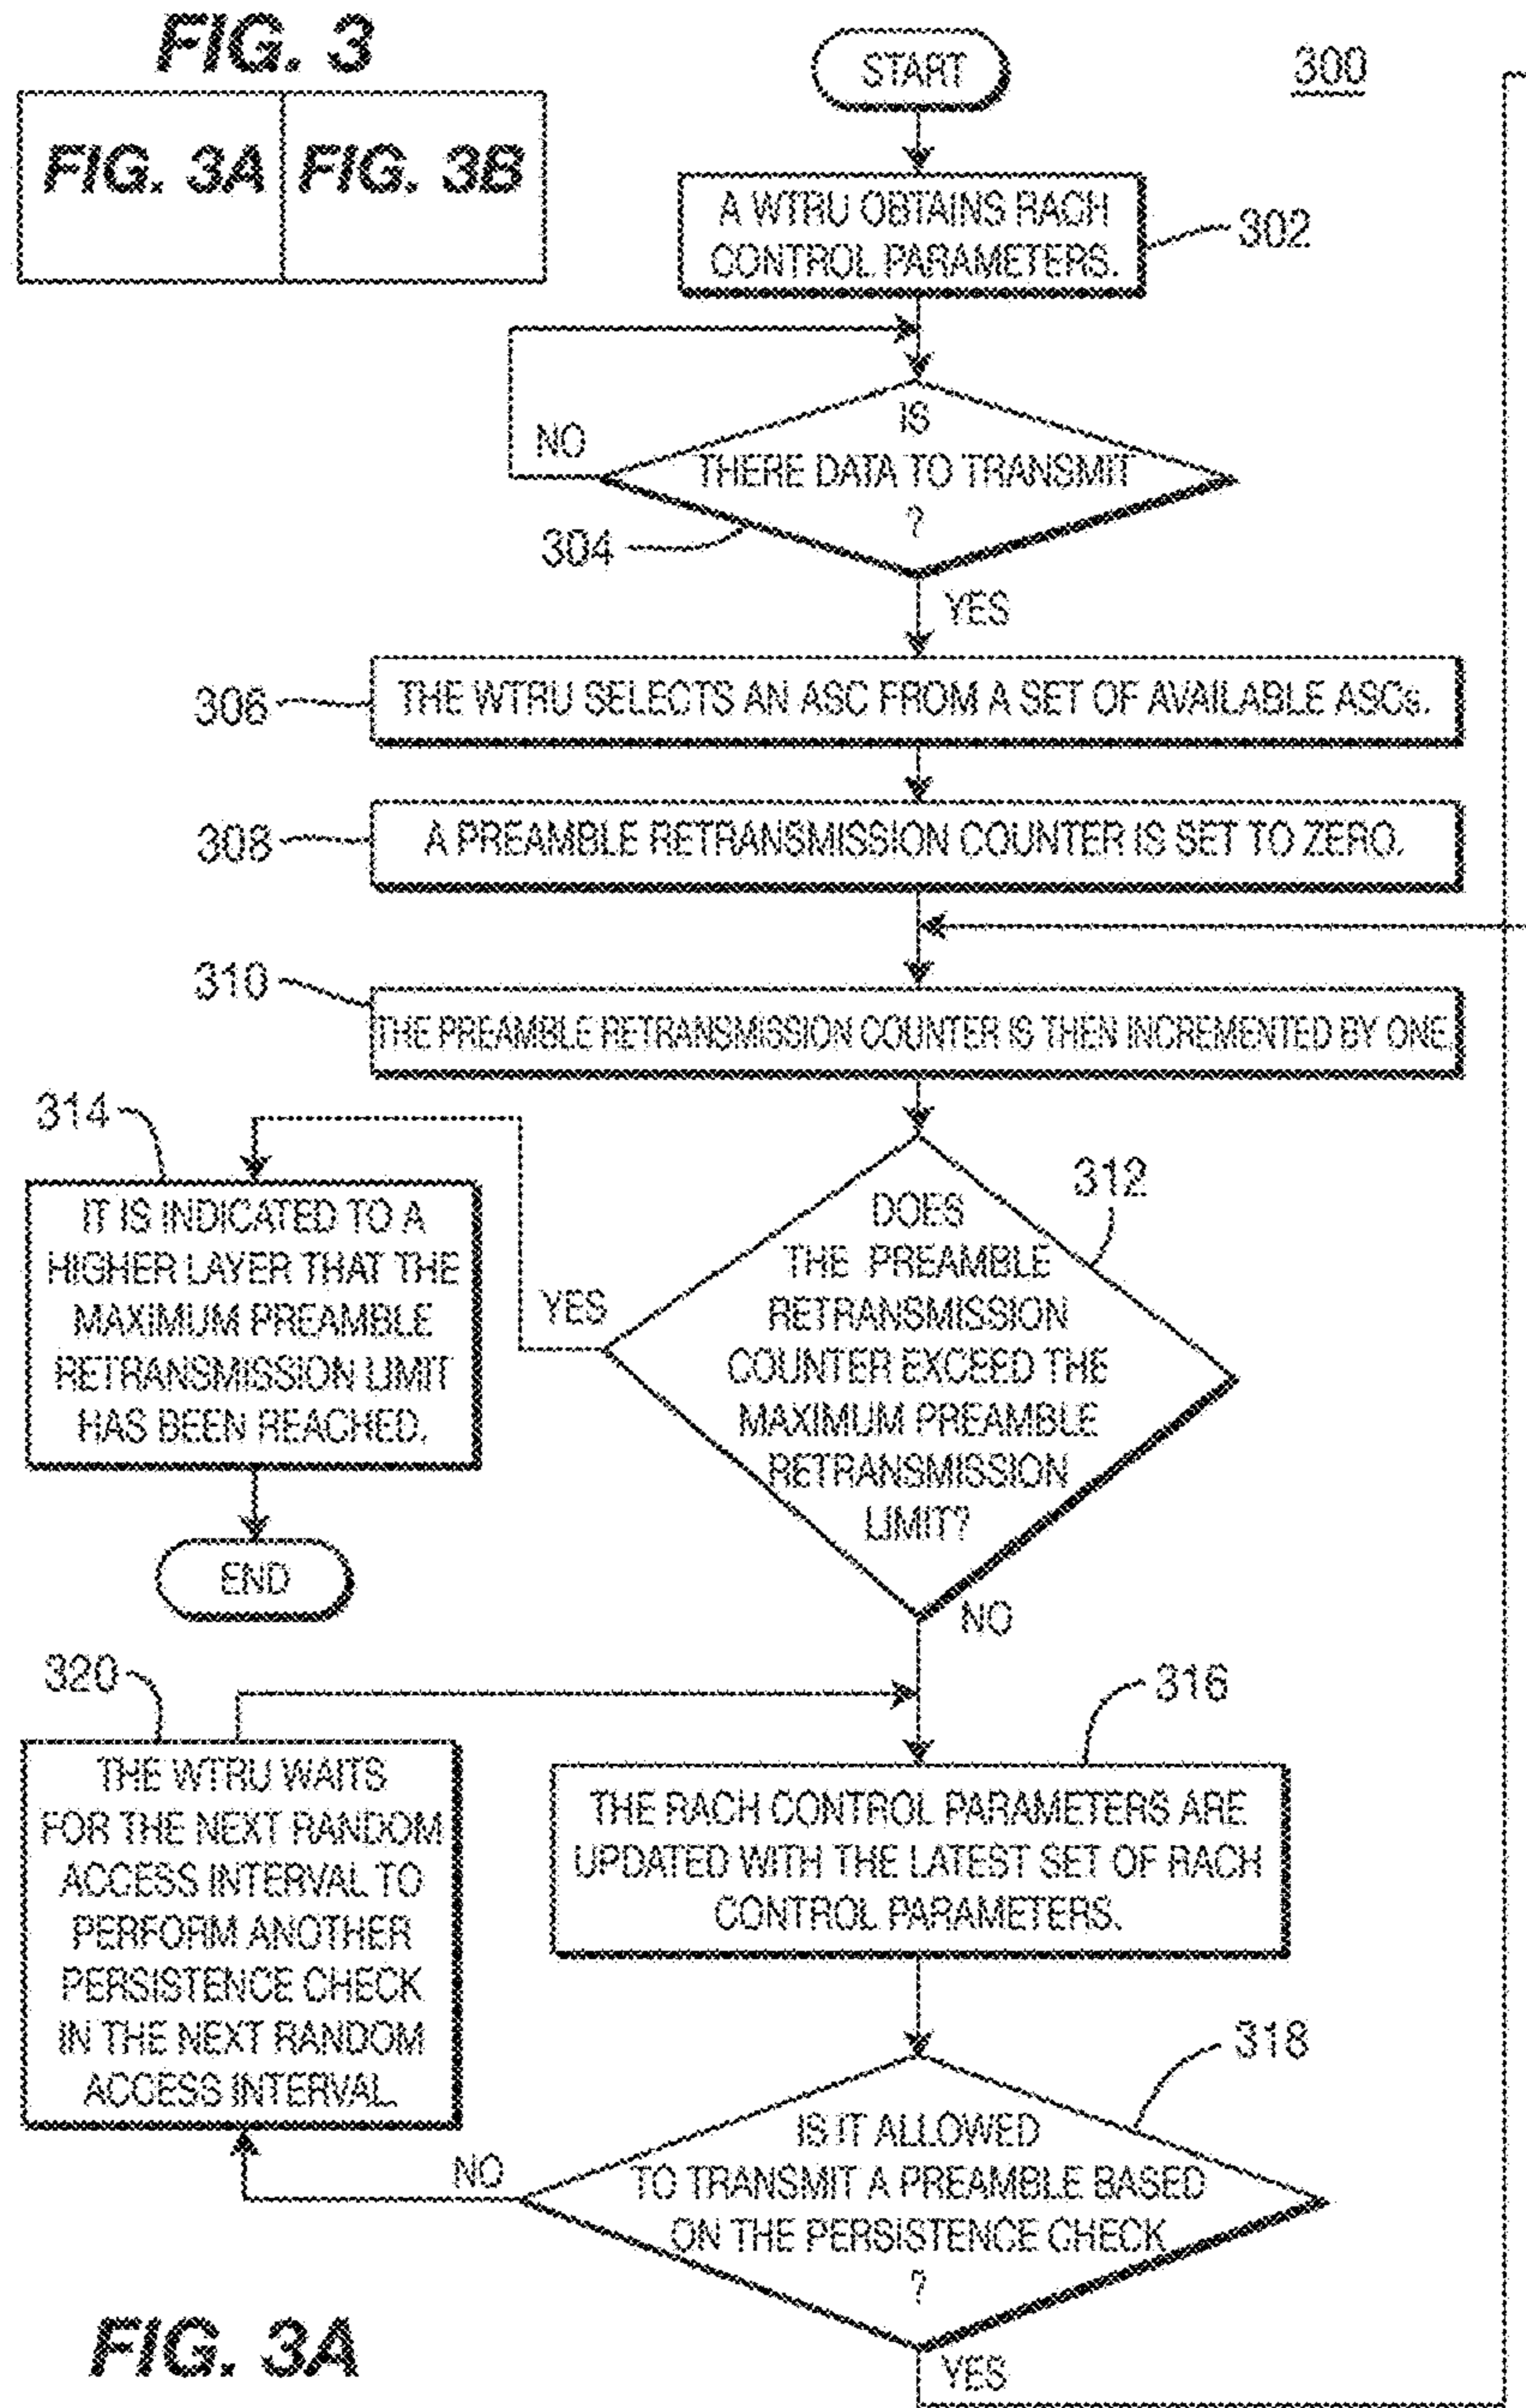 FIG. 3
FIG. 3A FIG. 3B
START
300
A WTRU OBTAINS RACH
CONTROL PARAMETERS.
302
IS
THERE DATA TO TRANSMIT
?
NO
304
YES
306
THE WTRU SELECTS AN ASC FROM A SET OF AVAILABLE ASCs.
308
A PREAMBLE RETRANSMISSION COUNTER IS SET TO ZERO.
310
THE PREAMBLE RETRANSMISSION COUNTER IS THEN INCREMENTED BY ONE.
314
IT IS INDICATED TO A
HIGHER LAYER THAT THE
MAXIMUM PREAMBLE
RETRANSMISSION LIMIT
HAS BEEN REACHED.
END
YES
312
DOES
THE PREAMBLE
RETRANSMISSION
COUNTER EXCEED THE
MAXIMUM PREAMBLE
RETRANSMISSION
LIMIT?
NO
320
THE WTRU WAITS
FOR THE NEXT RANDOM
ACCESS INTERVAL TO
PERFORM ANOTHER
PERSISTENCE CHECK
IN THE NEXT RANDOM
ACCESS INTERVAL.
316
THE RACH CONTROL PARAMETERS ARE
UPDATED WITH THE LATEST SET OF RACH
CONTROL PARAMETERS.
318
IS IT ALLOWED
TO TRANSMIT A PREAMBLE BASED
ON THE PERSISTENCE CHECK
?
NO
YES
FIG. 3A